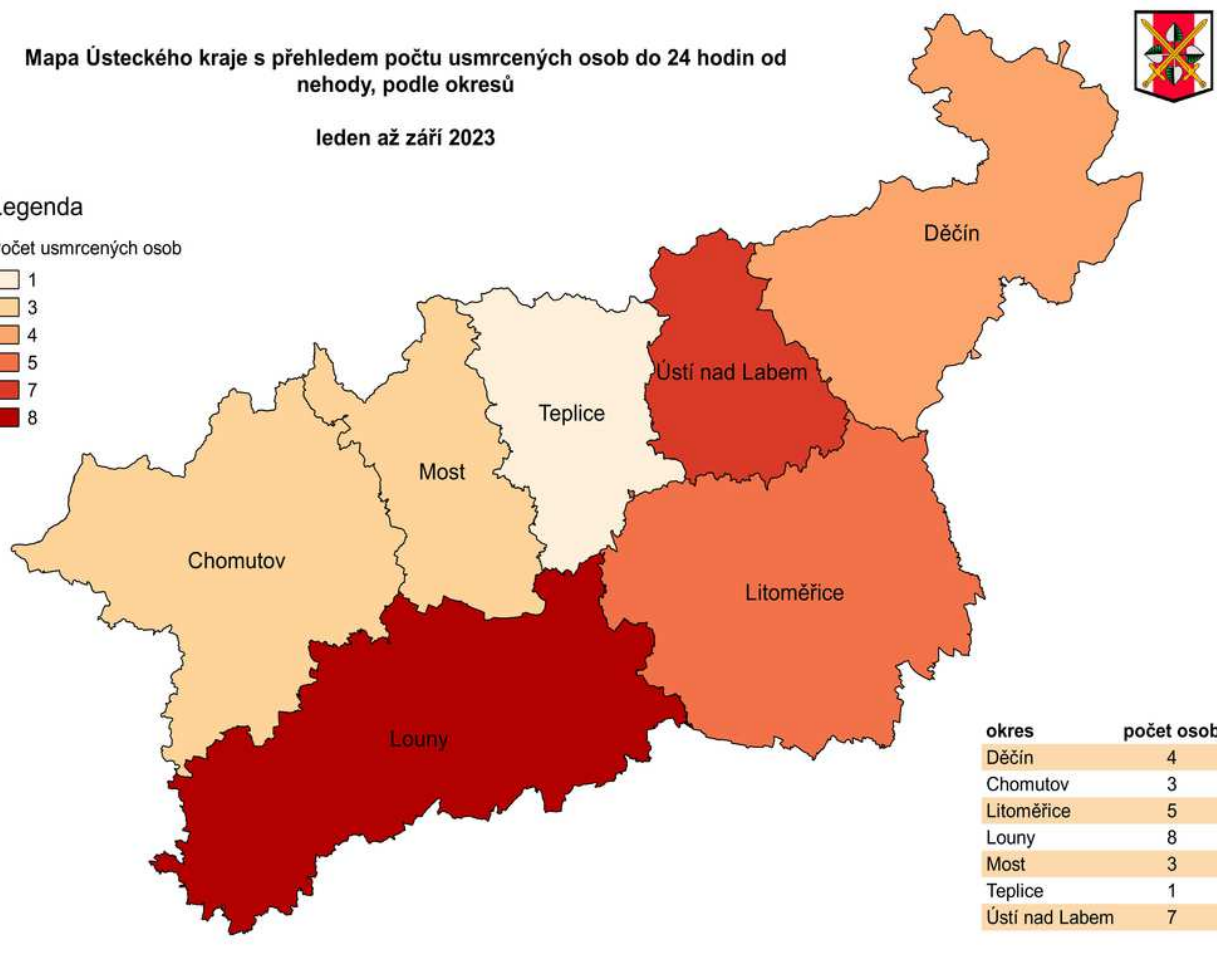 Mapa Ústeckého kraje s přehledem počtu usmrcených osob do 24 hodin od
nehody, podle okresů
leden až září 2023
Legenda
Počet usmrcených osob
1
3
4
5
7
8
Děčín
Ústí nad Labem
Teplice
Most
Chomutov
Litoměřice
Louny
okres počet osob
Děčín 4
Chomutov 3
Litoměřice 5
Louny 8
Most 3
Teplice 1
Ústí nad Labem 7